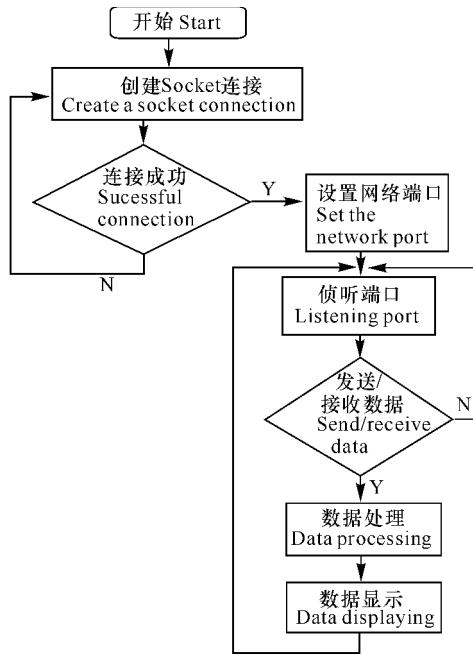 开始 Start
创建Socket连接
Create a socket connection
连接成功
Sucessful
connection
Y
N
设置网络端口
Set the
network port
侦听端口
Listening port
发送/
接收数据
Send/receive
data
N
Y
数据处理
Data processing
数据显示
Data displaying